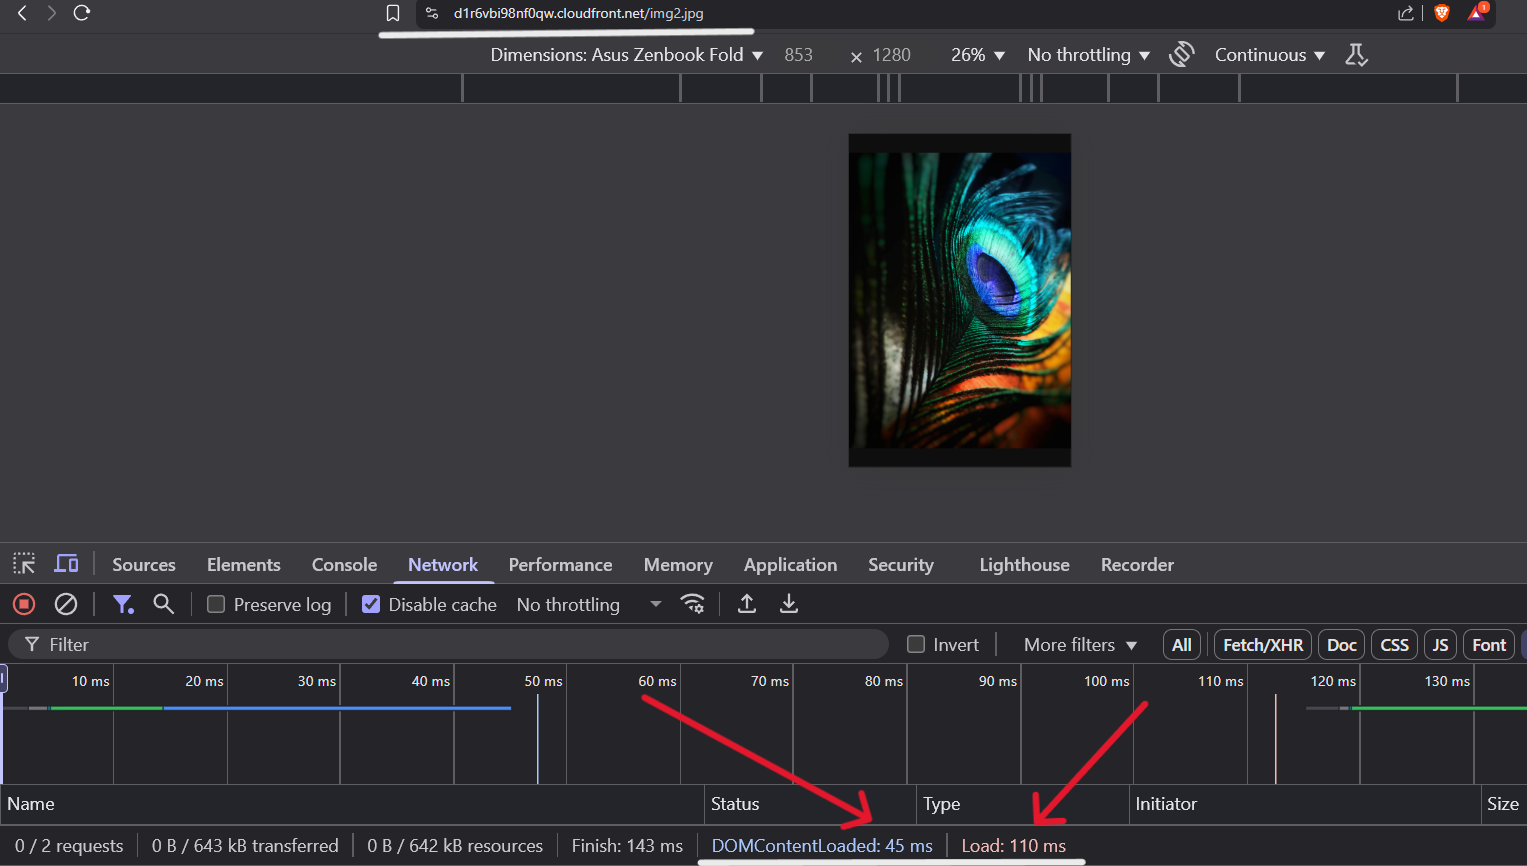 d1r6vbi98nf0qw.cloudfront.net/img2.jpg
1
Dimensions: Asus Zenbook Fold 853 × 1280 26% No throttling Continuous
Sources Elements Console Network Performance Memory Application Security Lighthouse Recorder
Preserve log Disable cache No throttling
Filter Invert More filters All Fetch/XHR Doc CSS JS Font
10 ms 20 ms 30 ms 40 ms 50 ms 60 ms 70 ms 80 ms 90 ms 100 ms 110 ms 120 ms 130 ms
Name Status Type Initiator Size
0 / 2 requests 0 B / 643 kB transferred 0 B / 642 kB resources Finish: 143 ms DOMContentLoaded: 45 ms Load: 110 ms